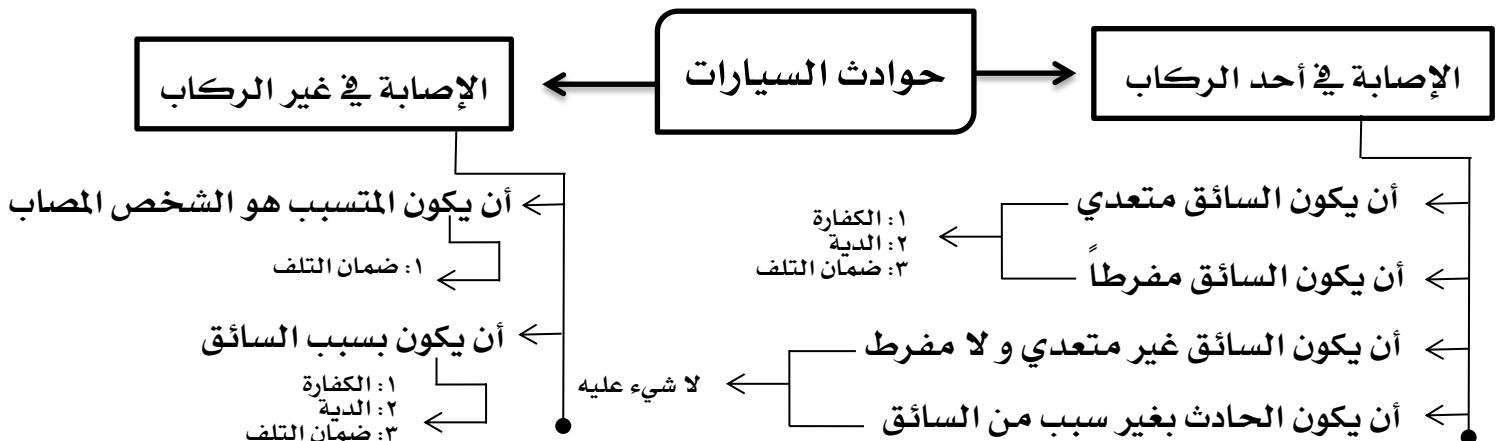 حوادث السيارات
الإصابة في أحد الركاب
أن يكون السائق متعدي
أن يكون السائق مفرطاً
١: الكفارة
٢: الدية
٣: ضمان التلف
أن يكون السائق غير متعدي و لا مفرط
أن يكون الحادث بغير سبب من السائق
لا شيء عليه
الإصابة في غير الركاب
أن يكون المتسبب هو الشخص المصاب
١: ضمان التلف
أن يكون بسبب السائق
١: الكفارة
٢: الدية
٣: ضمان التلف